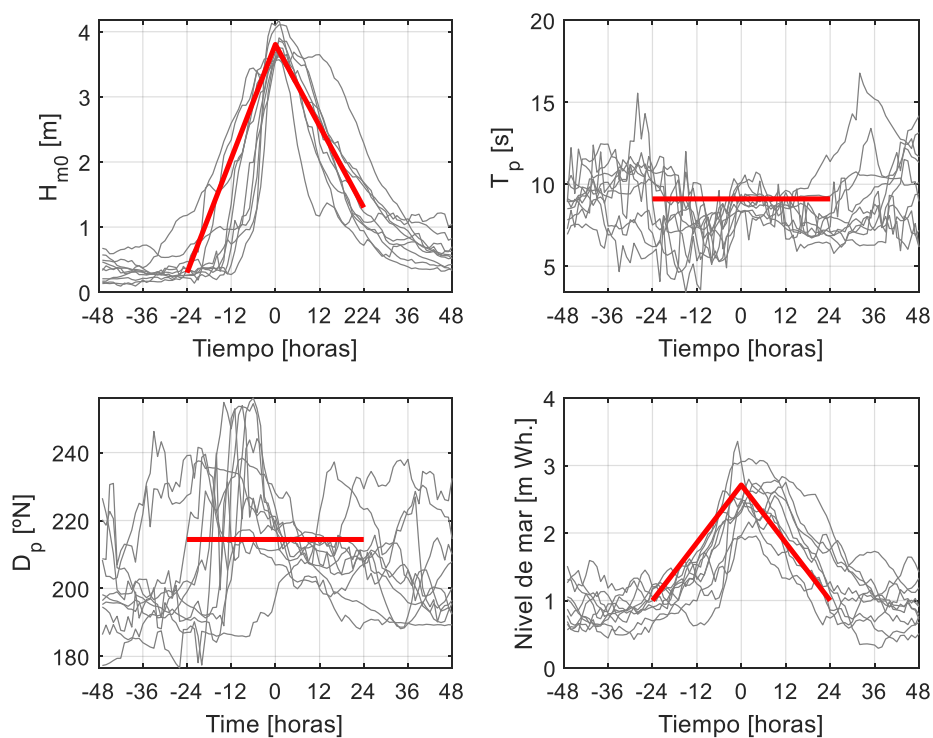 H_m0 [m]
4
3
2
1
0
-48 -36 -24 -12 0 12 224 36 48
Tiempo [horas]
T_p [s]
20
15
10
5
-48 -36 -24 -12 0 12 24 36 48
Tiempo [horas]
D_p [ºN]
240
220
200
180
-48 -36 -24 -12 0 12 24 36 48
Time [horas]
Nivel de mar [m Wh.]
4
3
2
1
0
-48 -36 -24 -12 0 12 24 36 48
Tiempo [horas]